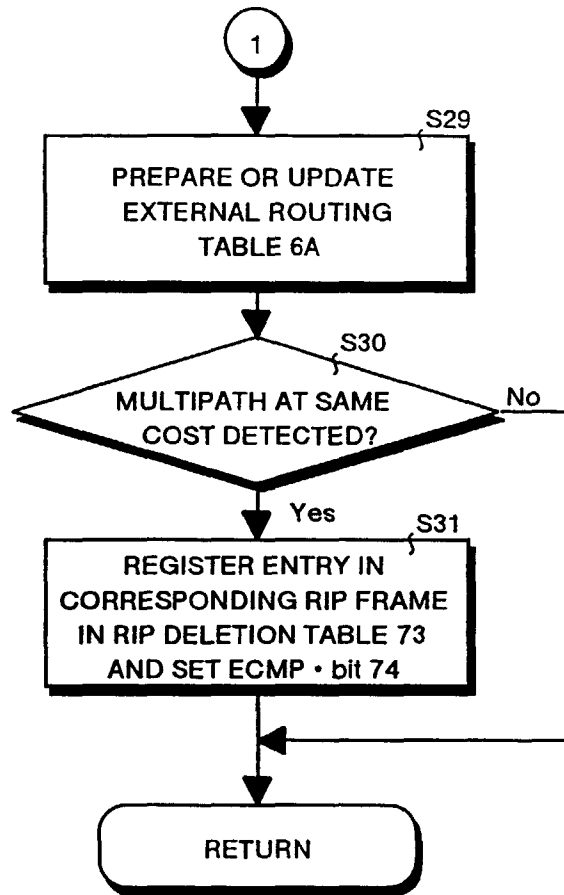 1
S29
PREPARE OR UPDATE
EXTERNAL ROUTING
TABLE 6A
S30
MULTIPATH AT SAME
COST DETECTED?
No
Yes
S31
REGISTER ENTRY IN
CORRESPONDING RIP FRAME
IN RIP DELETION TABLE 73
AND SET ECMP • bit 74
RETURN